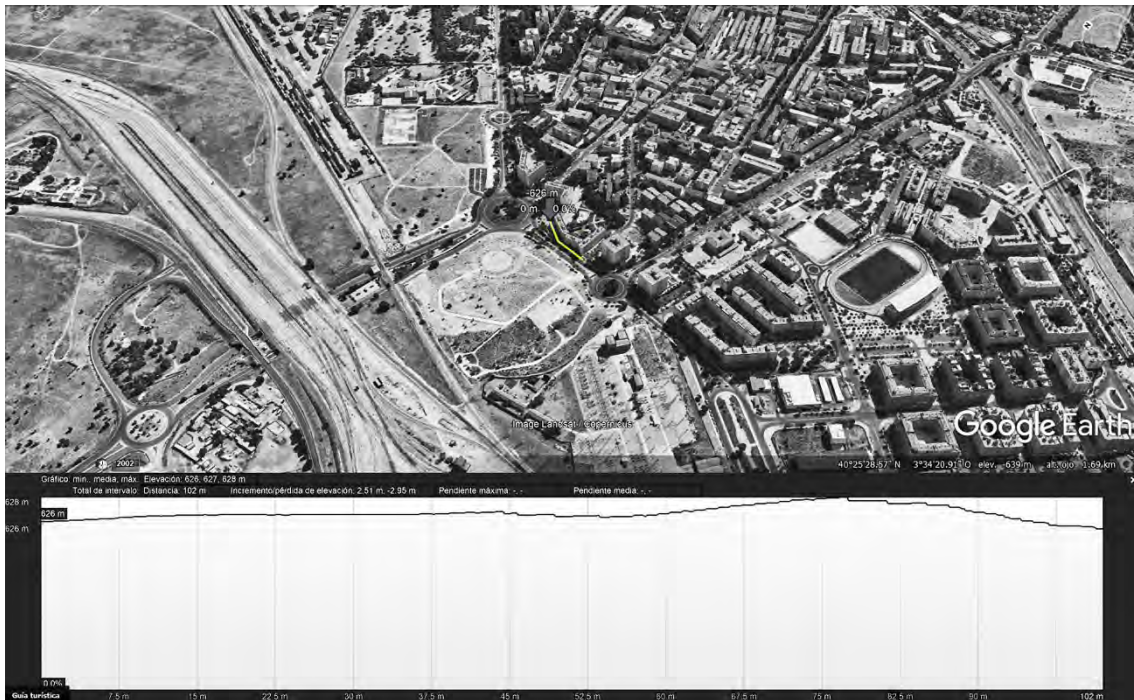 -626 m
0 m 0.0%
Image Landsat / Copernicus
Google Earth
2002
40°25'28.57" N 3°34'20.91" O elev. 639 m alt. ojo 1.69 km
Gráfico: mín., media, máx. Elevación: 626, 627, 628 m
Total de intervalo: Distancia: 102 m Incremento/pérdida de elevación: 2.51 m, -2.95 m Pendiente máxima: -, - Pendiente media: -, -
628 m
626 m
626 m
0.0%
Guía turística 7.5 m 15 m 22.5 m 30 m 37.5 m 45 m 52.5 m 60 m 67.5 m 75 m 82.5 m 90 m 102 m